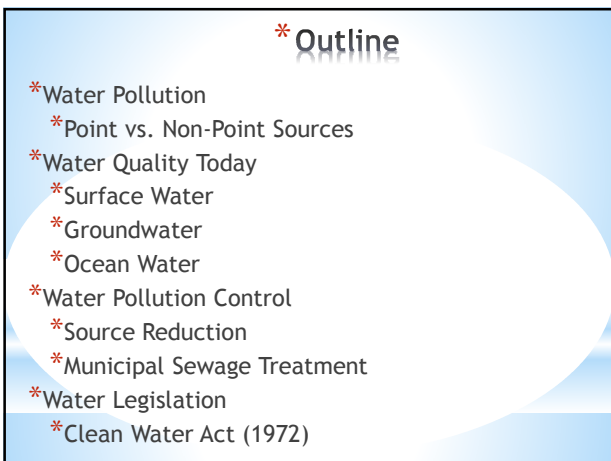 * Outline
*Water Pollution
*Point vs. Non-Point Sources
*Water Quality Today
*Surface Water
*Groundwater
*Ocean Water
*Water Pollution Control
*Source Reduction
*Municipal Sewage Treatment
*Water Legislation
*Clean Water Act (1972)